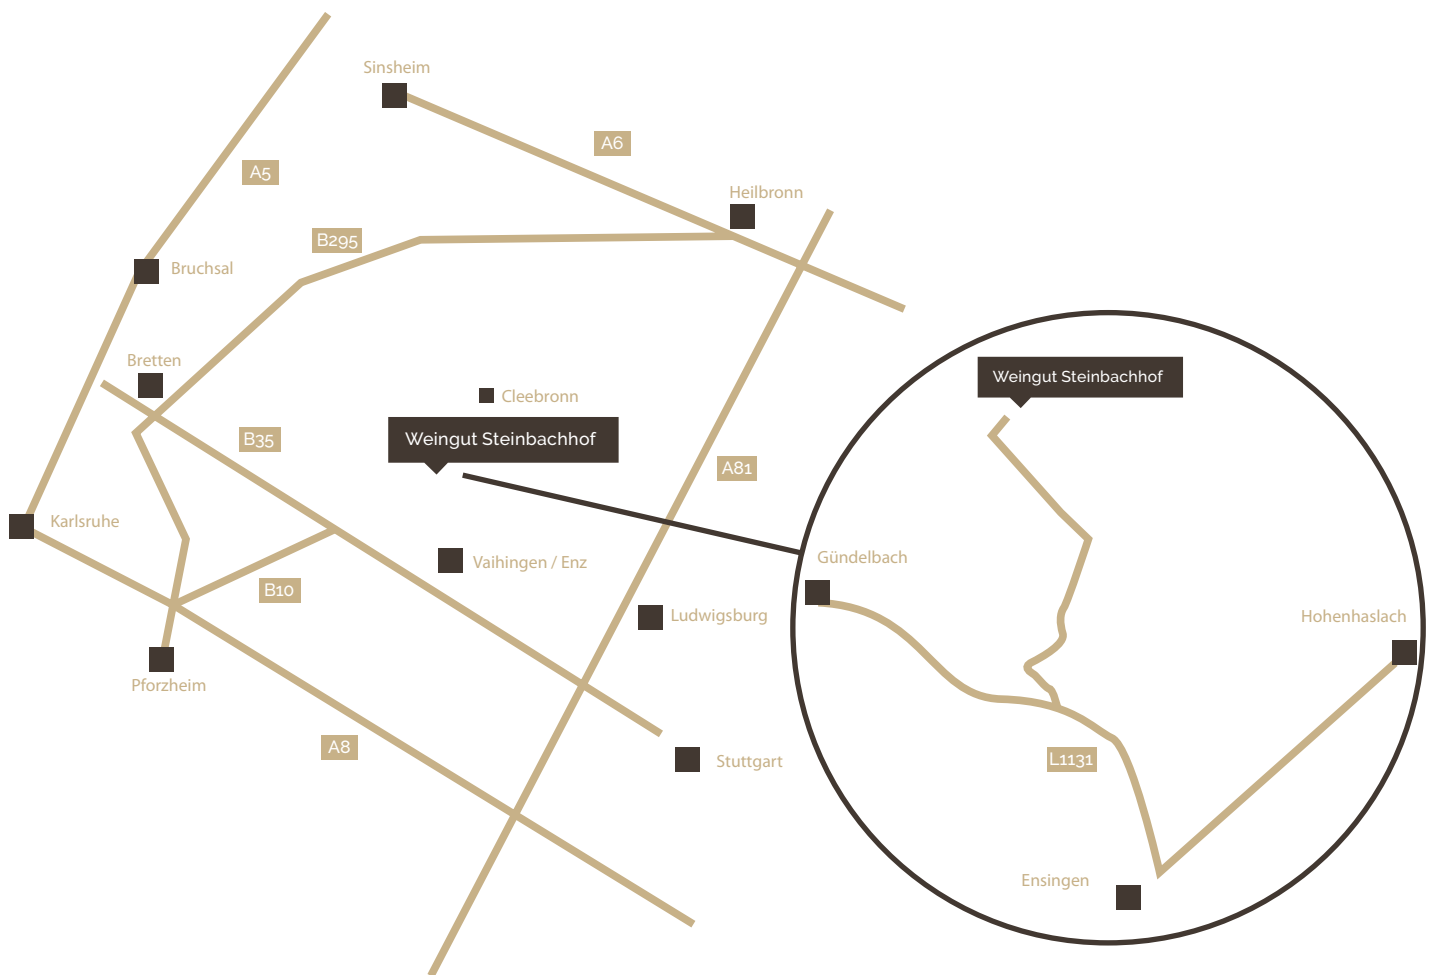 Sinsheim
A6
A5
Heilbronn
B295
Bruchsal
Bretten
Cleebronn
Weingut Steinbachhof
B35
A81
Weingut Steinbachhof
Karlsruhe
Gündelbach
Vaihingen / Enz
B10
Ludwigsburg
Hohenhaslach
Pforzheim
A8
Stuttgart
L1131
Ensingen